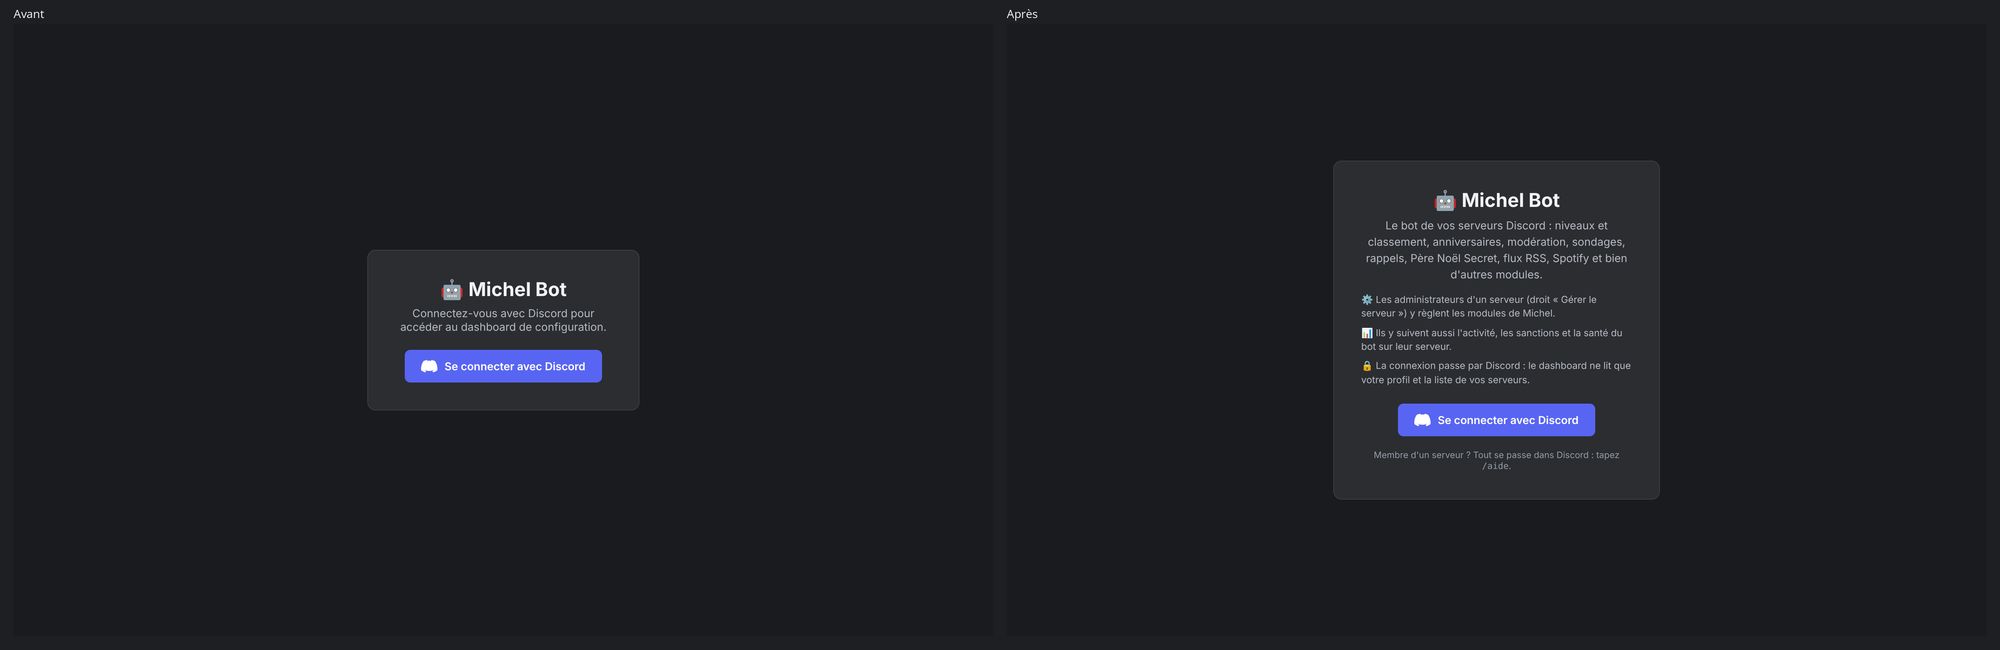 Avant
Après
🤖 Michel Bot
Connectez-vous avec Discord pour
accéder au dashboard de configuration.
Se connecter avec Discord
🤖 Michel Bot
Le bot de vos serveurs Discord : niveaux et
classement, anniversaires, modération, sondages,
rappels, Père Noël Secret, flux RSS, Spotify et bien
d'autres modules.
⚙️ Les administrateurs d'un serveur (droit « Gérer le
serveur ») y règlent les modules de Michel.
📊 Ils y suivent aussi l'activité, les sanctions et la santé du
bot sur leur serveur.
🔒 La connexion passe par Discord : le dashboard ne lit que
votre profil et la liste de vos serveurs.
Se connecter avec Discord
Membre d'un serveur ? Tout se passe dans Discord : tapez
/aide.